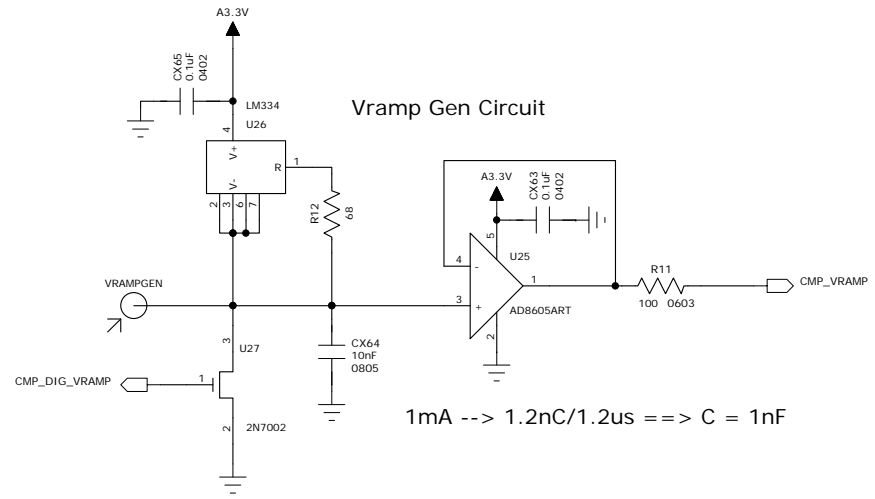 A3.3V
CX65
0.1uF
0402
LM334
U26
Vramp Gen Circuit
4
V+
V-
R
1
2
3
6
7
R12
68
A3.3V
CX63
0.1uF
0402
5
U25
4
-
1
3
+
AD8605ART
2
R11
100 0603
CMP_VRAMP
VRAMPGEN
3
U27
CX64
10nF
0805
CMP_DIG_VRAMP
1
2
2N7002
1mA --> 1.2nC/1.2us ==> C = 1nF